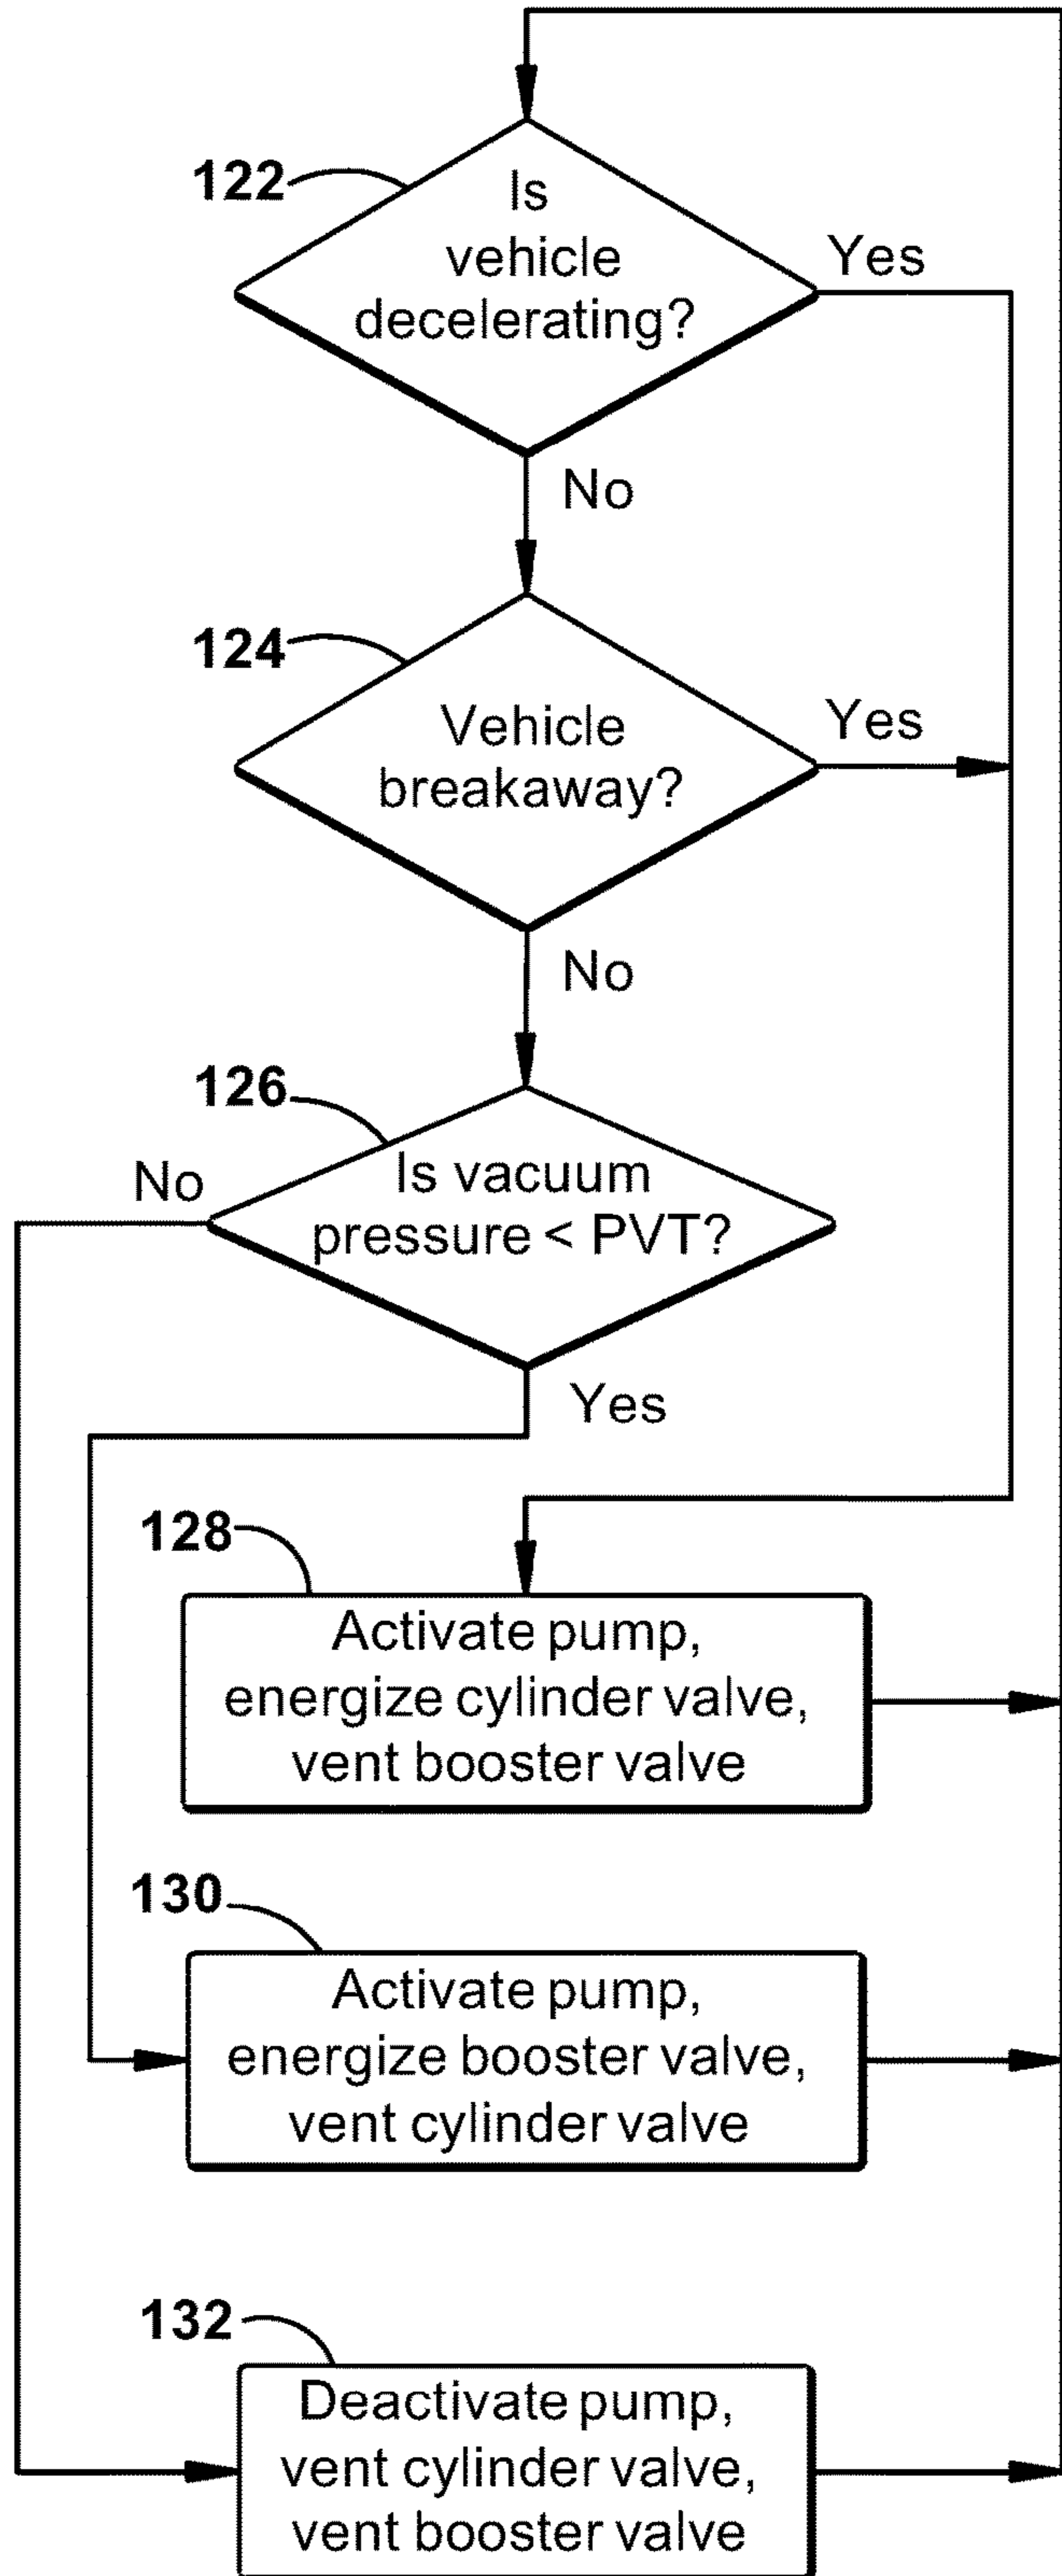 122
Is
vehicle
decelerating?
Yes
No
124
Vehicle
breakaway?
Yes
No
126
No
Is vacuum
pressure < PVT?
Yes
128
Activate pump,
energize cylinder valve,
vent booster valve
130
Activate pump,
energize booster valve,
vent cylinder valve
132
Deactivate pump,
vent cylinder valve,
vent booster valve